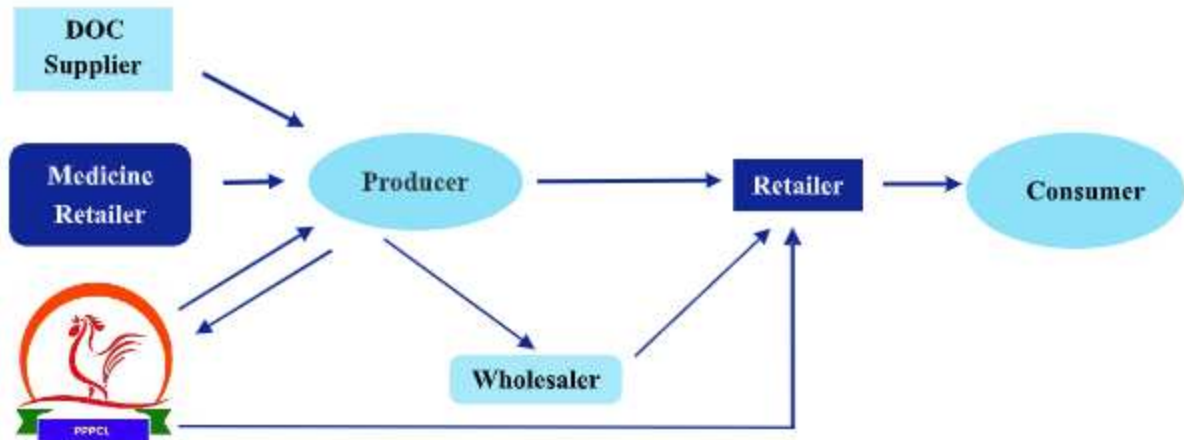 DOC
Supplier
Medicine
Retailer
Producer
Retailer
Consumer
Wholesaler
PPPCL